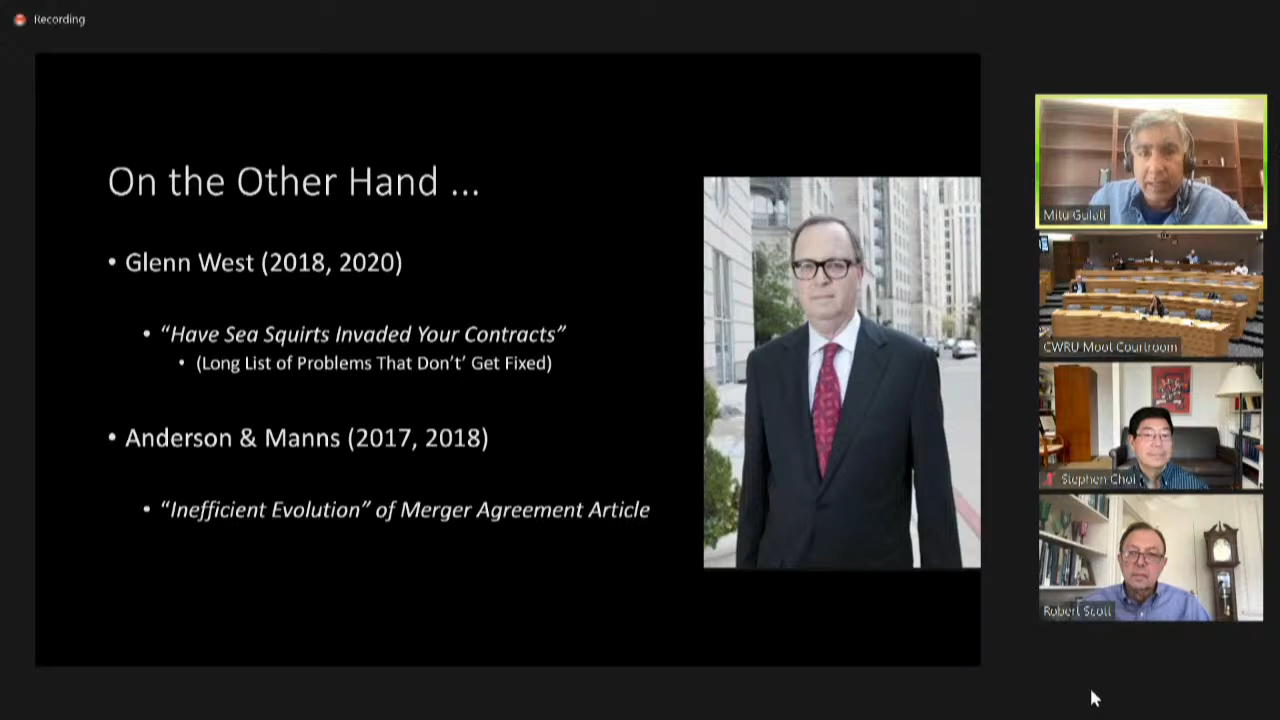 Recording
On the Other Hand ...
• Glenn West (2018, 2020)
• “Have Sea Squirts Invaded Your Contracts”
• (Long List of Problems That Don’t’ Get Fixed)
• Anderson & Manns (2017, 2018)
• “Inefficient Evolution” of Merger Agreement Article
Mitu Gulati
CWRU Moot Courtroom
Stephen Choi
Robert Scott